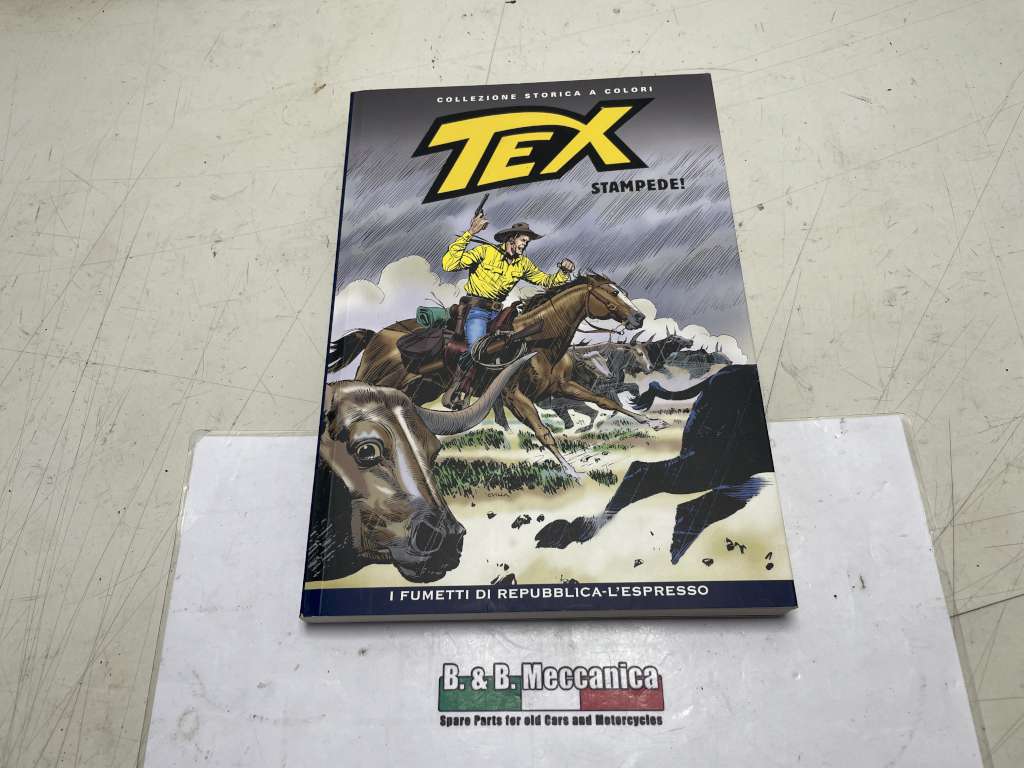 COLLEZIONE STORICA A COLORI
TEX
STAMPEDE!
I FUMETTI DI REPUBBLICA-L'ESPRESSO
B. & B. Meccanica
Spare Parts for old Cars and Motorcycles